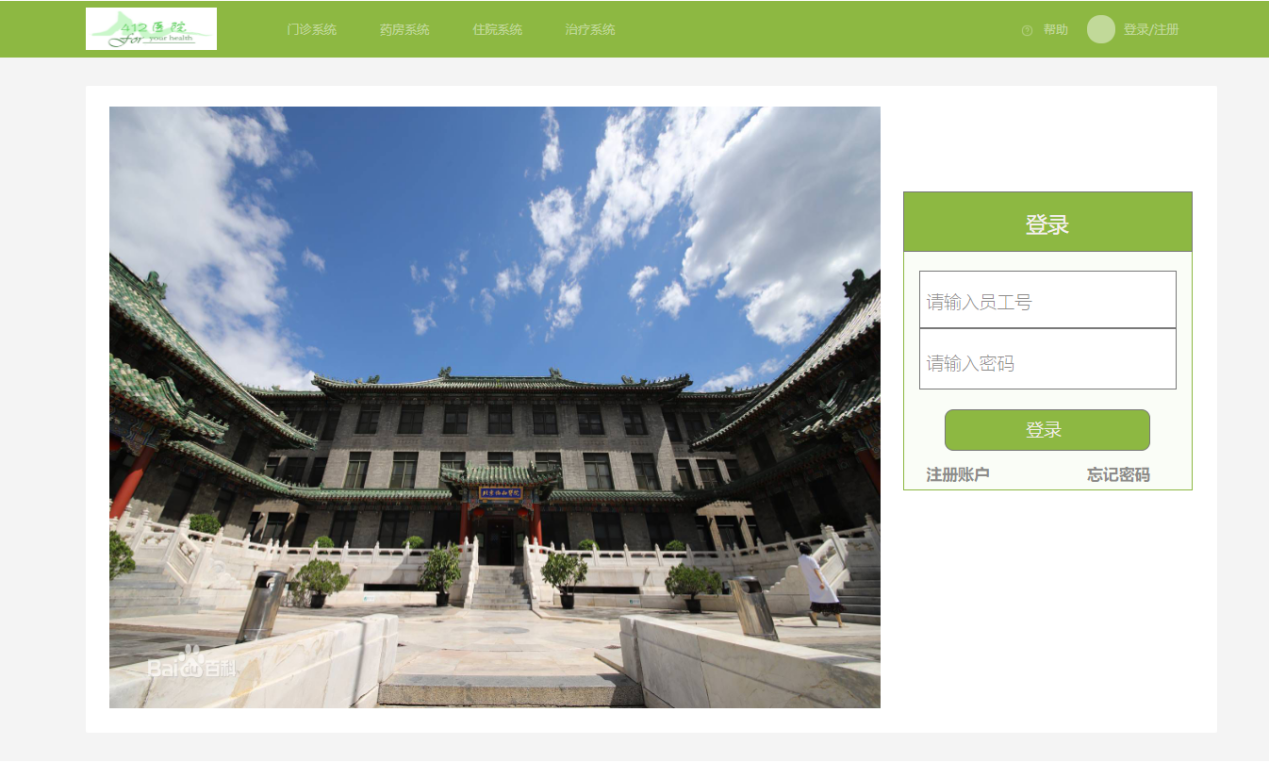 412医院
For your health
门诊系统
药房系统
住院系统
治疗系统
帮助
登录/注册
登录
请输入员工号
请输入密码
登录
注册账户
忘记密码
Baidu百科